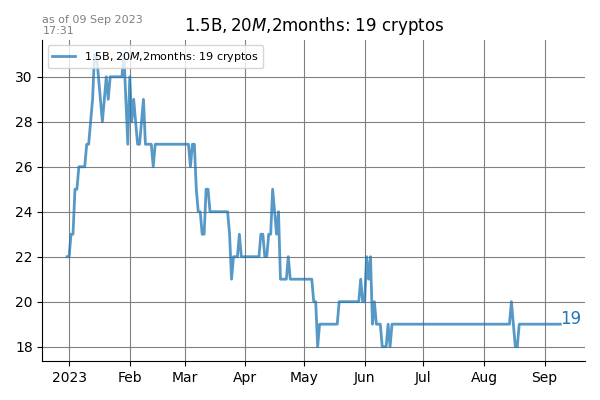 as of 09 Sep 2023
17:31
1.5B, 20M,2months: 19 cryptos
1.5B, 20M,2months: 19 cryptos
30
28
26
24
22
20
18
19
2023 Feb Mar Apr May Jun Jul Aug Sep